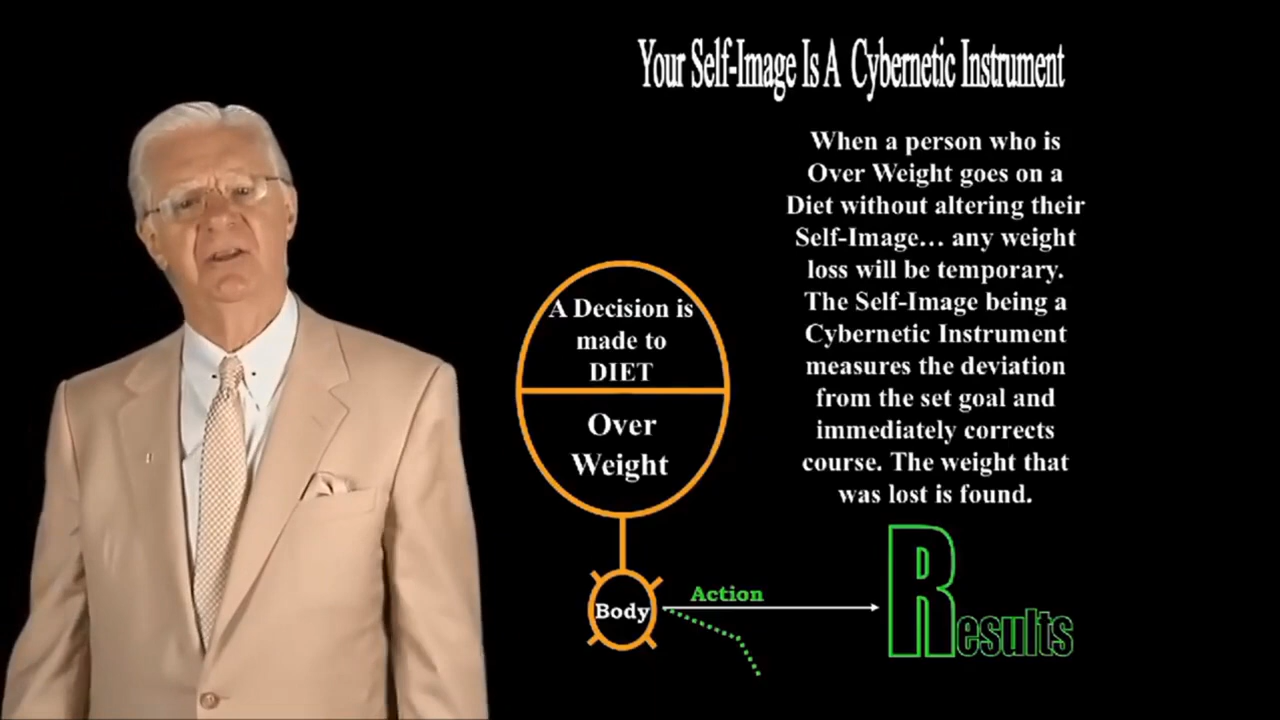 Your Self-Image Is A Cybernetic Instrument
When a person who is
Over Weight goes on a
Diet without altering their
Self-Image... any weight
loss will be temporary.
The Self-Image being a
Cybernetic Instrument
measures the deviation
from the set goal and
immediately corrects
course. The weight that
was lost is found.
A Decision is
made to
DIET
Over
Weight
Body
Action
Results